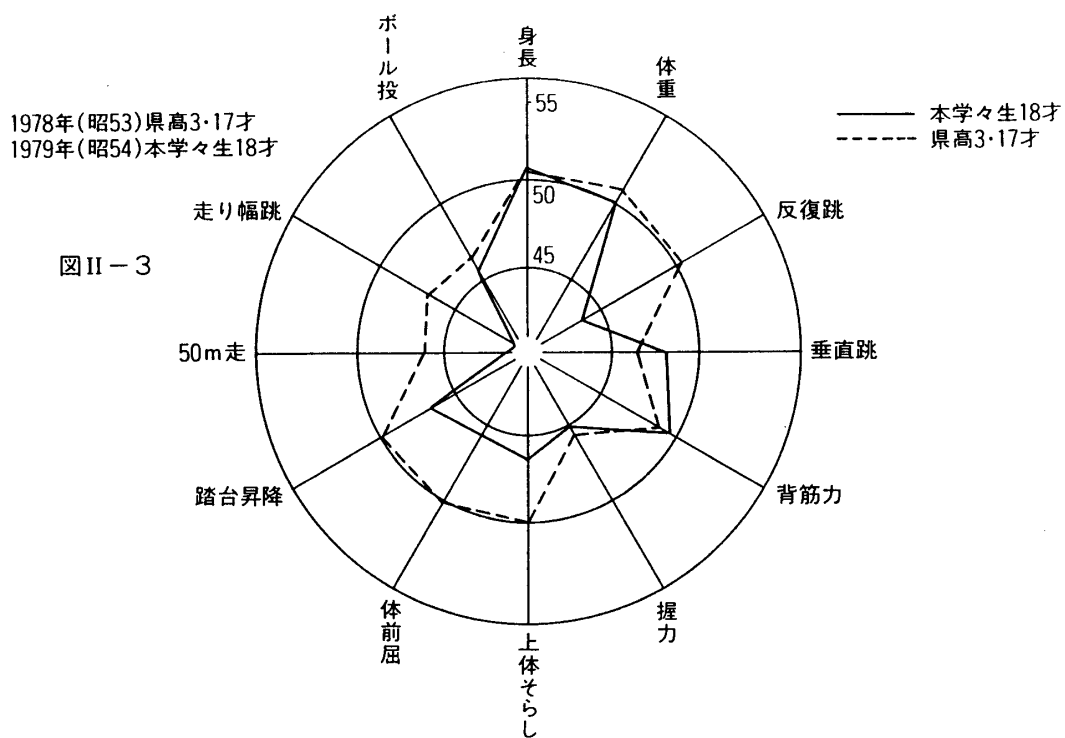 1978年(昭53)県高3・17才
1979年(昭54)本学々生18才
図II-3
本学々生18才
県高3・17才
身長
体重
反復跳
垂直跳
背筋力
握力
上体そらし
体前屈
踏台昇降
50m走
走り幅跳
ボール投
55
50
45